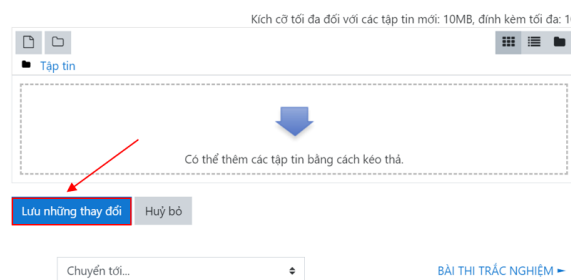 Kích cỡ tối đa đối với các tập tin mới: 10MB, đính kèm tối đa: 10
Tập tin
Có thể thêm các tập tin bằng cách kéo thả.
Lưu những thay đổi Huỷ bỏ
Chuyển tới... BÀI THI TRẮC NGHIỆM ►